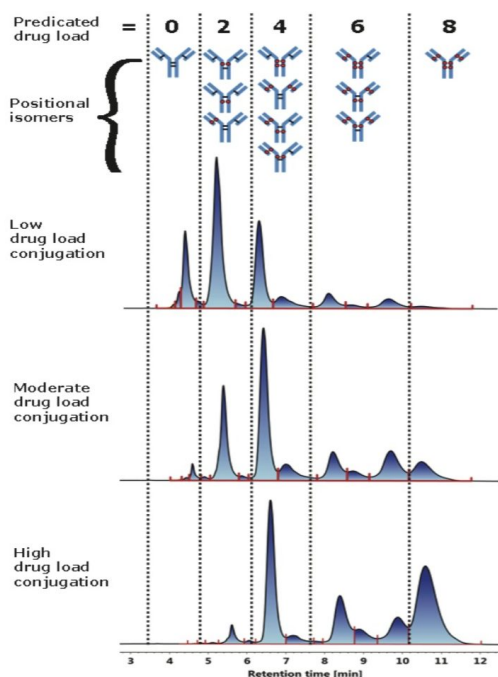 Predicated
drug load
= 0 2 4 6 8
Positional
isomers
Low
drug load
conjugation
Moderate
drug load
conjugation
High
drug load
conjugation
3 4 5 6 7 8 9 10 11 12
Retention time [min]